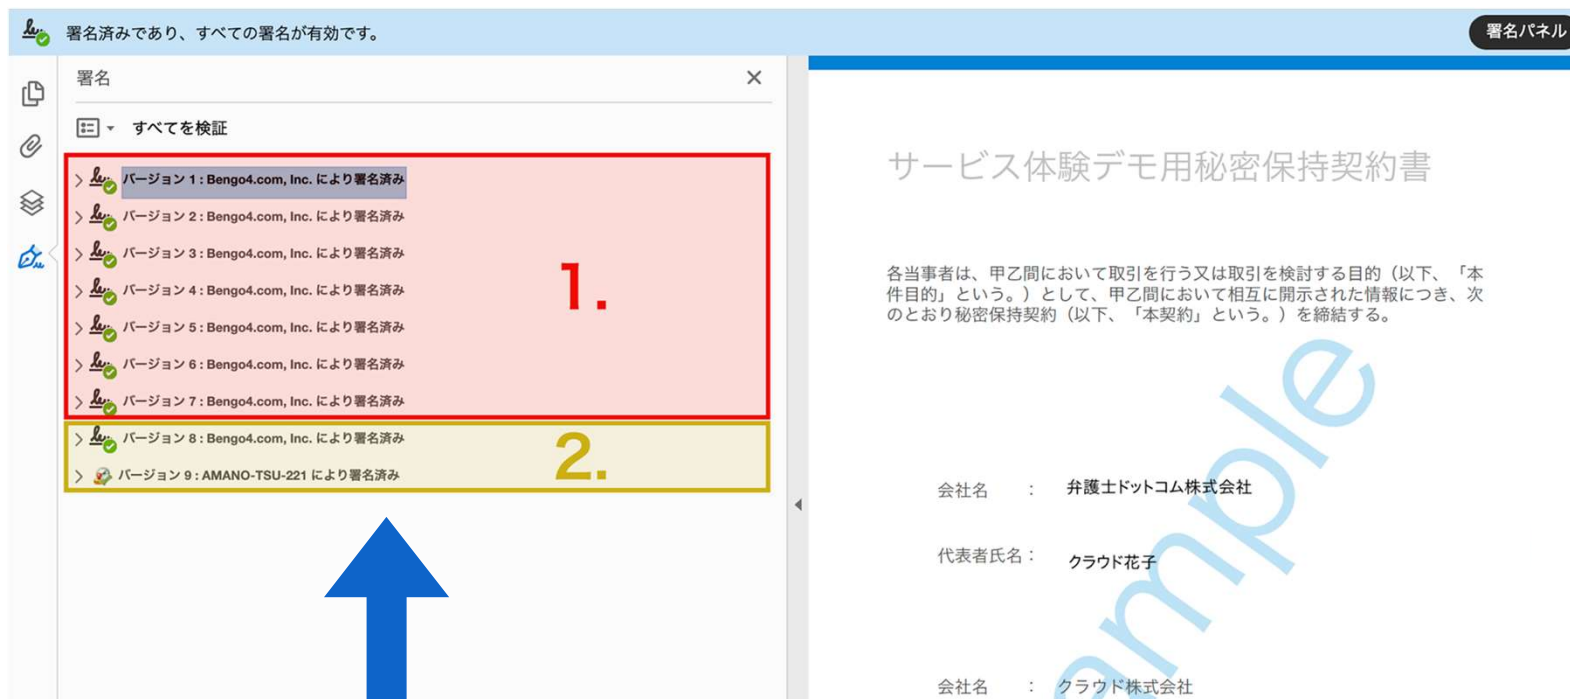 署名済みであり、すべての署名が有効です。
署名パネル
署名
すべてを検証
バージョン 1 : Bengo4.com, Inc. により署名済み
バージョン 2 : Bengo4.com, Inc. により署名済み
バージョン 3 : Bengo4.com, Inc. により署名済み
バージョン 4 : Bengo4.com, Inc. により署名済み
バージョン 5 : Bengo4.com, Inc. により署名済み
バージョン 6 : Bengo4.com, Inc. により署名済み
バージョン 7 : Bengo4.com, Inc. により署名済み
1.
バージョン 8 : Bengo4.com, Inc. により署名済み
バージョン 9 : AMANO-TSU-221 により署名済み
2.
サービス体験デモ用秘密保持契約書
各当事者は、甲乙間において取引を行う又は取引を検討する目的（以下、「本
件目的」という。）として、甲乙間において相互に開示された情報につき、次
のとおり秘密保持契約（以下、「本契約」という。）を締結する。
会社名 : 弁護士ドットコム株式会社
代表者氏名: クラウド花子
会社名 : クラウド株式会社
ample